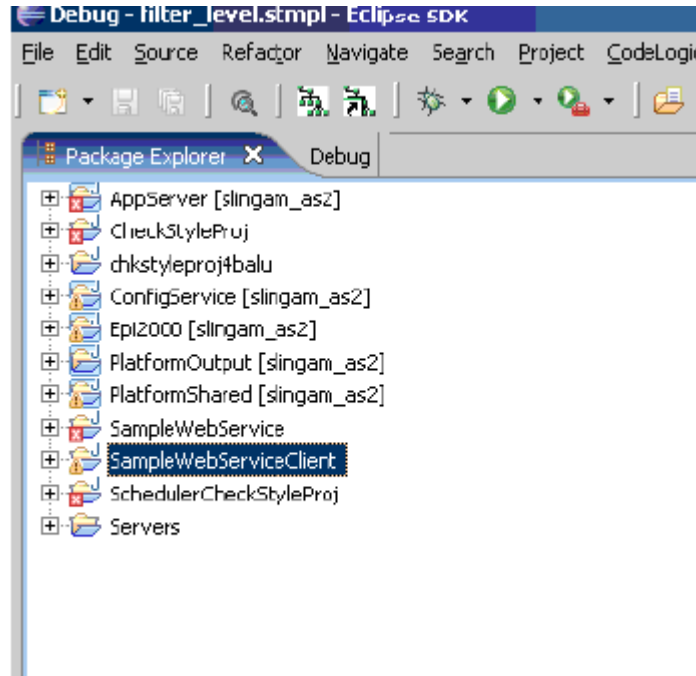 Debug - filter_level.stmpl - Eclipse SDK
File Edit Source Refactor Navigate Search Project CodeLogic
Package Explorer Debug
AppServer [slingam_as2]
CheckStyleProj
chkstyleproj4balu
ConfigService [slingam_as2]
Epi2000 [slingam_as2]
PlatformOutput [slingam_as2]
PlatformShared [slingam_as2]
SampleWebService
SampleWebServiceClient
SchedulerCheckStyleProj
Servers